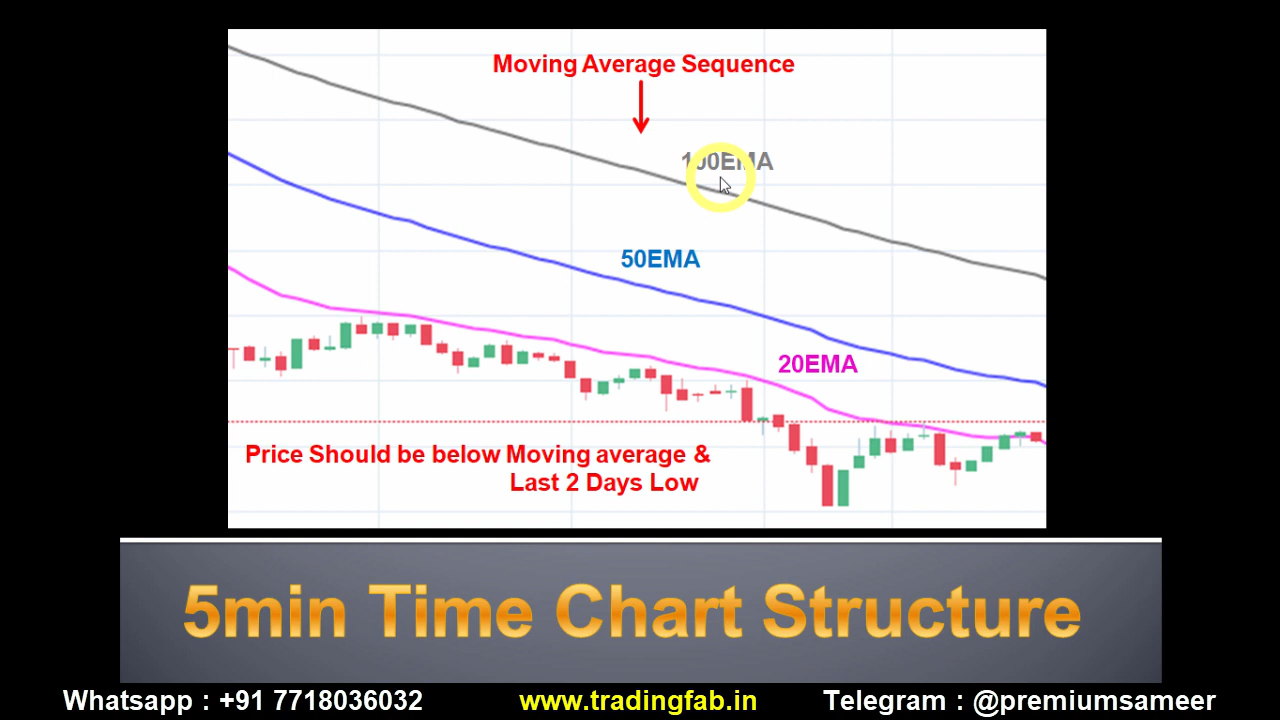 Moving Average Sequence
100EMA
50EMA
20EMA
Price Should be below Moving average &
Last 2 Days Low
5min Time Chart Structure
Whatsapp : +91 7718036032 www.tradingfab.in Telegram : @premiumsameer